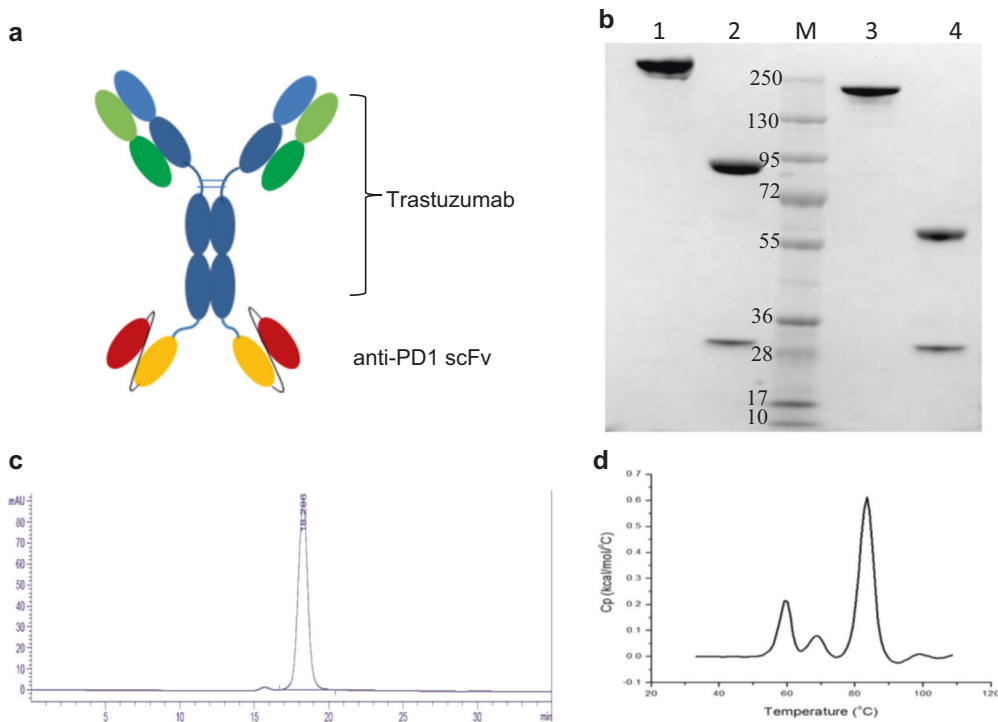 a
Trastuzumab
anti-PD1 scFv
b
1 2 M 3 4
250
130
95
72
55
36
28
17
10
c
mAU
80
70
60
50
40
30
20
10
0
18.296
5 10 15 20 25 30 min
d
Cp (kcal/mol/°C)
0.7
0.6
0.5
0.4
0.3
0.2
0.1
0.0
-0.1
20 40 60 80 100 120
Temperature (°C)